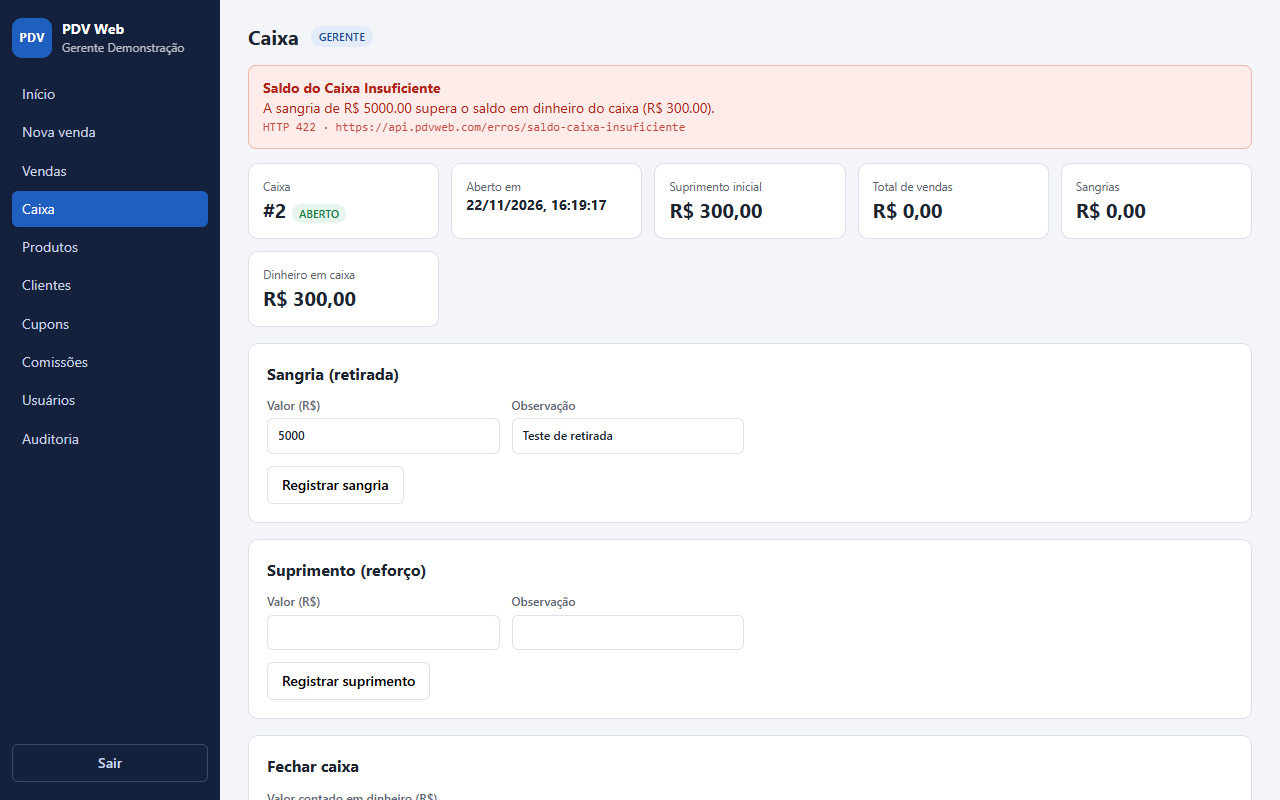 PDV
PDV Web
Gerente Demonstração
Início
Nova venda
Vendas
Caixa
Produtos
Clientes
Cupons
Comissões
Usuários
Auditoria
Sair
Caixa GERENTE
Saldo do Caixa Insuficiente
A sangria de R$ 5000.00 supera o saldo em dinheiro do caixa (R$ 300.00).
HTTP 422 · https://api.pdvweb.com/erros/saldo-caixa-insuficiente
Caixa
#2 ABERTO
Aberto em
22/11/2026, 16:19:17
Suprimento inicial
R$ 300,00
Total de vendas
R$ 0,00
Sangrias
R$ 0,00
Dinheiro em caixa
R$ 300,00
Sangria (retirada)
Valor (R$) Observação
5000 Teste de retirada
Registrar sangria
Suprimento (reforço)
Valor (R$) Observação
Registrar suprimento
Fechar caixa
Valor contado em dinheiro (R$)